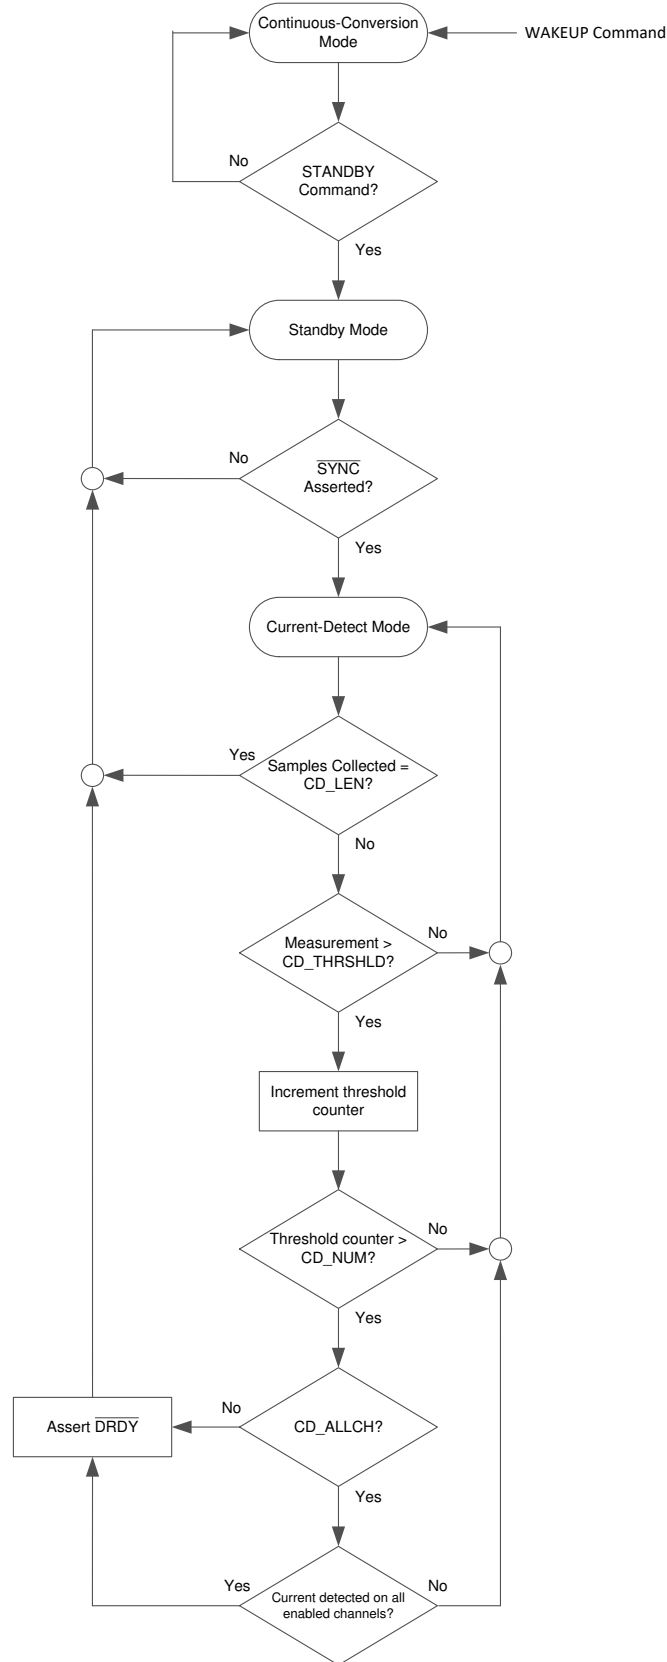 Continuous-Conversion
Mode
WAKEUP Command
No
STANDBY
Command?
Yes
Standby Mode
No
SYNC
Asserted?
Yes
Current-Detect Mode
Yes
Samples Collected =
CD_LEN?
No
Measurement >
CD_THRSHLD?
No
Yes
Increment threshold
counter
Threshold counter >
CD_NUM?
No
Yes
Assert DRDY
No
CD_ALLCH?
Yes
Yes
Current detected on all
enabled channels?
No